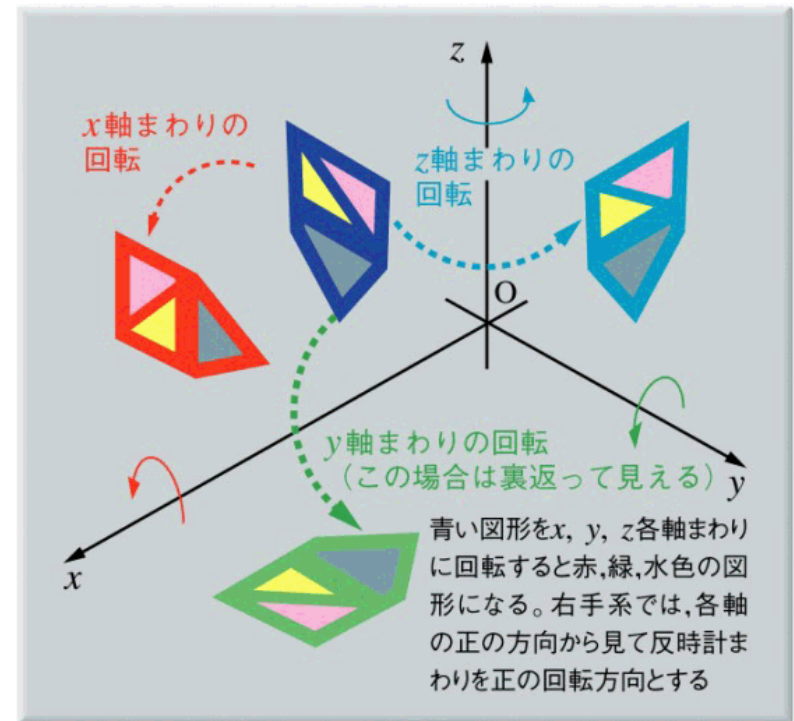 z
x軸まわりの
回転
z軸まわりの
回転
O
y軸まわりの回転
(この場合は裏返って見える)
y
x
青い図形をx, y, z各軸まわり
に回転すると赤,緑,水色の図
形になる。右手系では,各軸
の正の方向から見て反時計ま
わりを正の回転方向とする